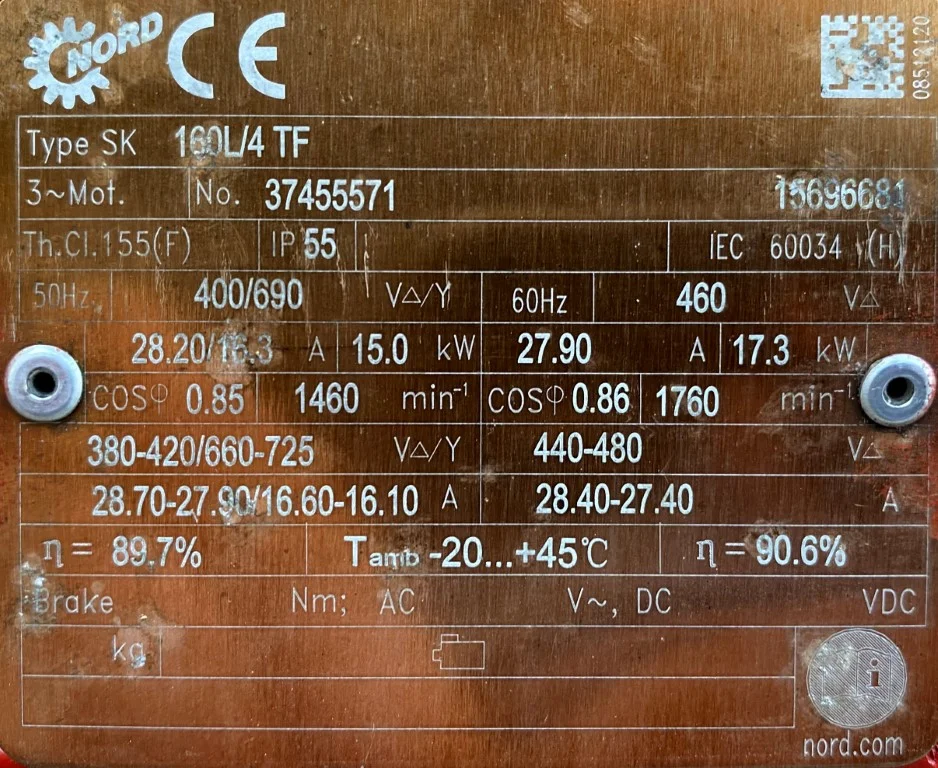 NORD CE
08512120
Type SK 160L/4 TF
3~Mot. No. 37455571 15696681
Th.Cl.155(F) IP 55 IEC 60034 (H)
50Hz 400/690 V△/Y 60Hz 460 V△
28.20/16.3 A 15.0 kW 27.90 A 17.3 kW
COSφ 0.85 1460 min⁻¹ COSφ 0.86 1760 min⁻¹
380-420/660-725 V△/Y 440-480 V△
28.70-27.90/16.60-16.10 A 28.40-27.40 A
η = 89.7% Tamb -20...+45°C η = 90.6%
Brake Nm; AC V~, DC VDC
kg
i
nord.com